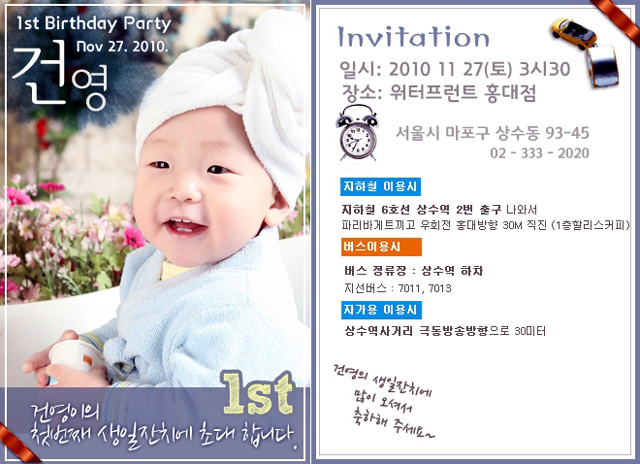 1st Birthday Party
Nov 27. 2010.
건영
1st
건영이의
첫번째 생일잔치에 초대 합니다.
Invitation
일시: 2010 11 27(토) 3시30
장소: 워터프런트 홍대점
서울시 마포구 상수동 93-45
02 - 333 - 2020
지하철 이용시
지하철 6호선 상수역 2번 출구 나와서
파리바게트끼고 우회전 홍대방향 30M 직진 (1층할리스커피)
버스이용시
버스 정류장 : 상수역 하차
지선버스 : 7011, 7013
자가용 이용시
상수역사거리 극동방송방향으로 30미터
건영의 생일잔치에
많이 오셔서
축하해 주세요~